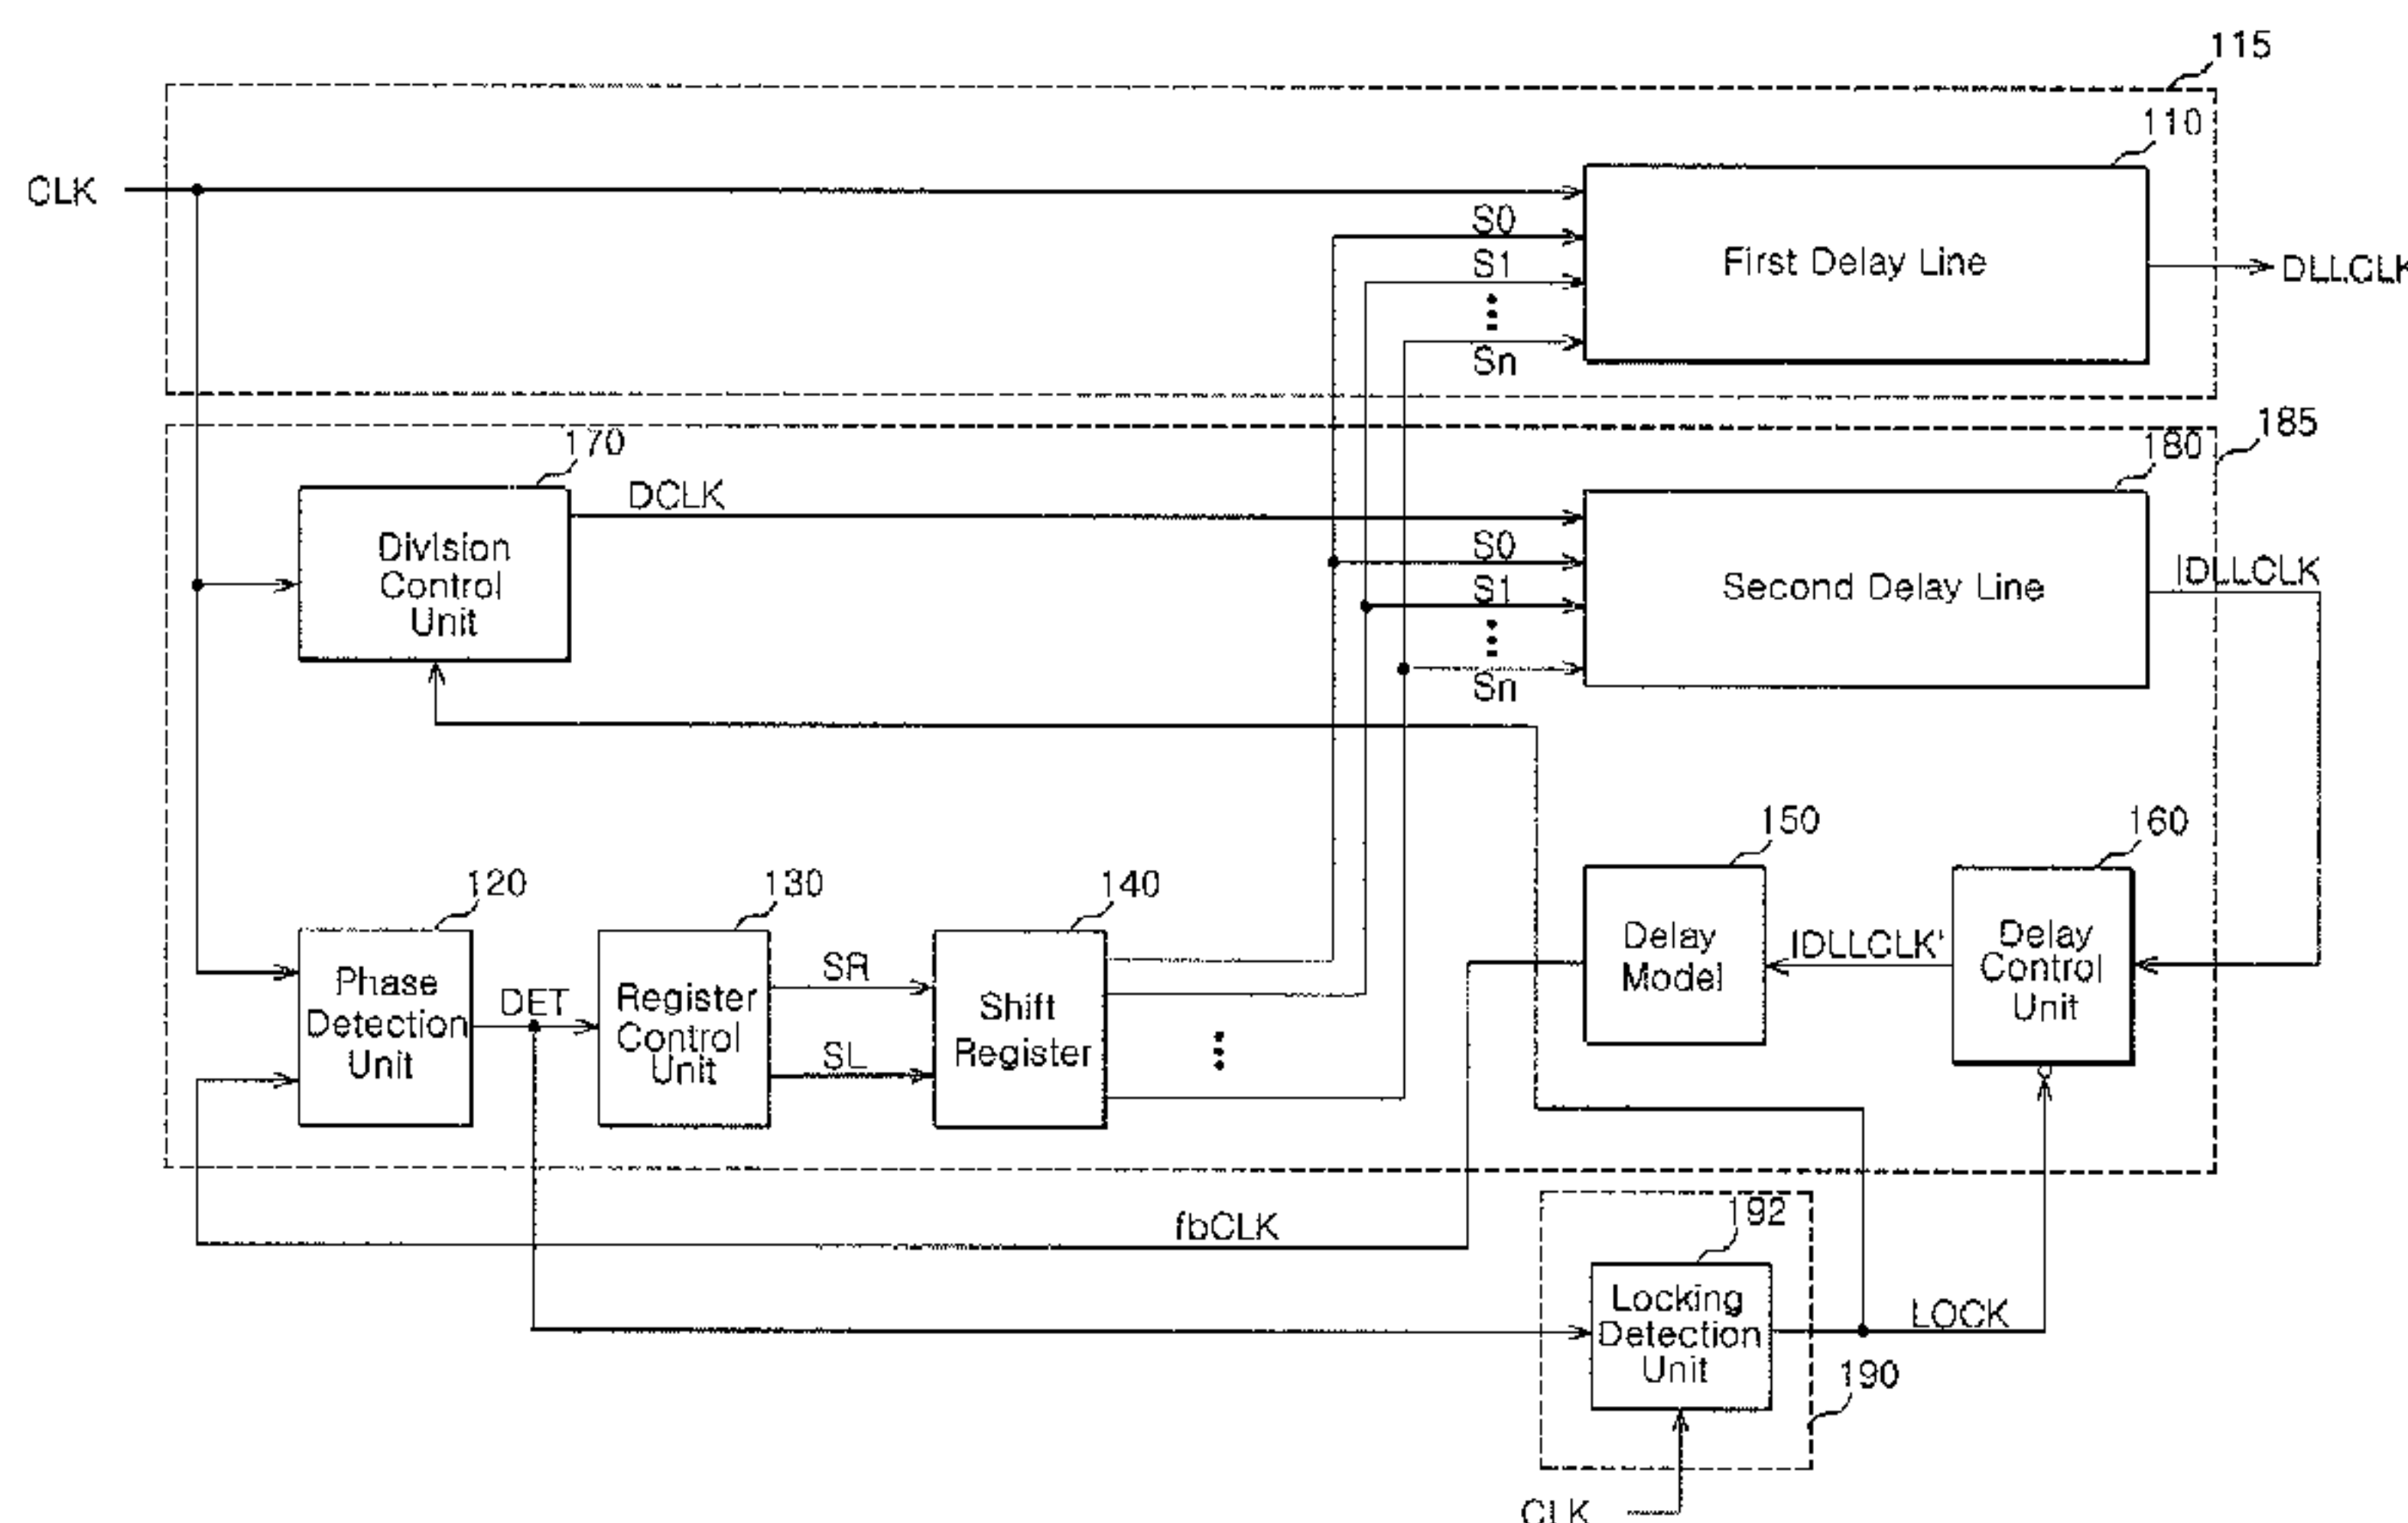 115
110
CLK
S0
S1
Sn
First Delay Line
DLLCLK
185
170
180
DCLK
Division
Control
Unit
S0
S1
Sn
Second Delay Line
IDLLCLK
150
160
120
130
140
Phase
Detection
Unit
DET
Register
Control
Unit
SR
SL
Shift
Register
Delay
Model
IDLLCLK'
Delay
Control
Unit
fbCLK
192
Locking
Detection
Unit
LOCK
190
CLK